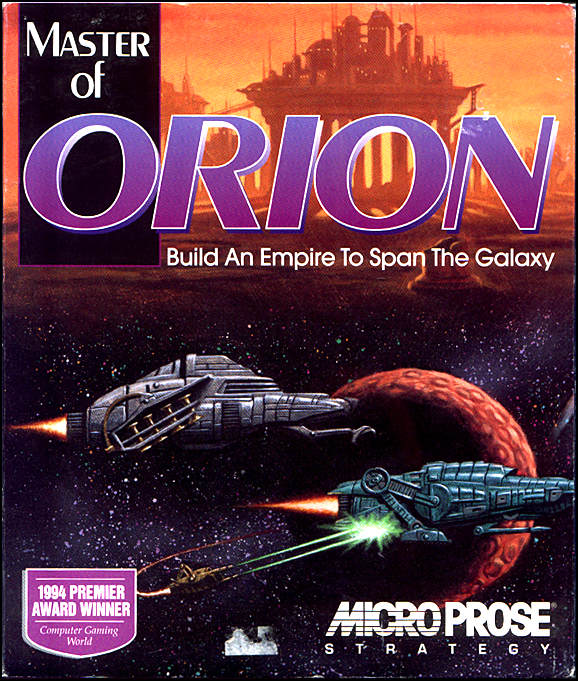 MASTER
of
ORION
Build An Empire To Span The Galaxy
1994 PREMIER
AWARD WINNER
Computer Gaming
World
MICROPROSE
STRATEGY